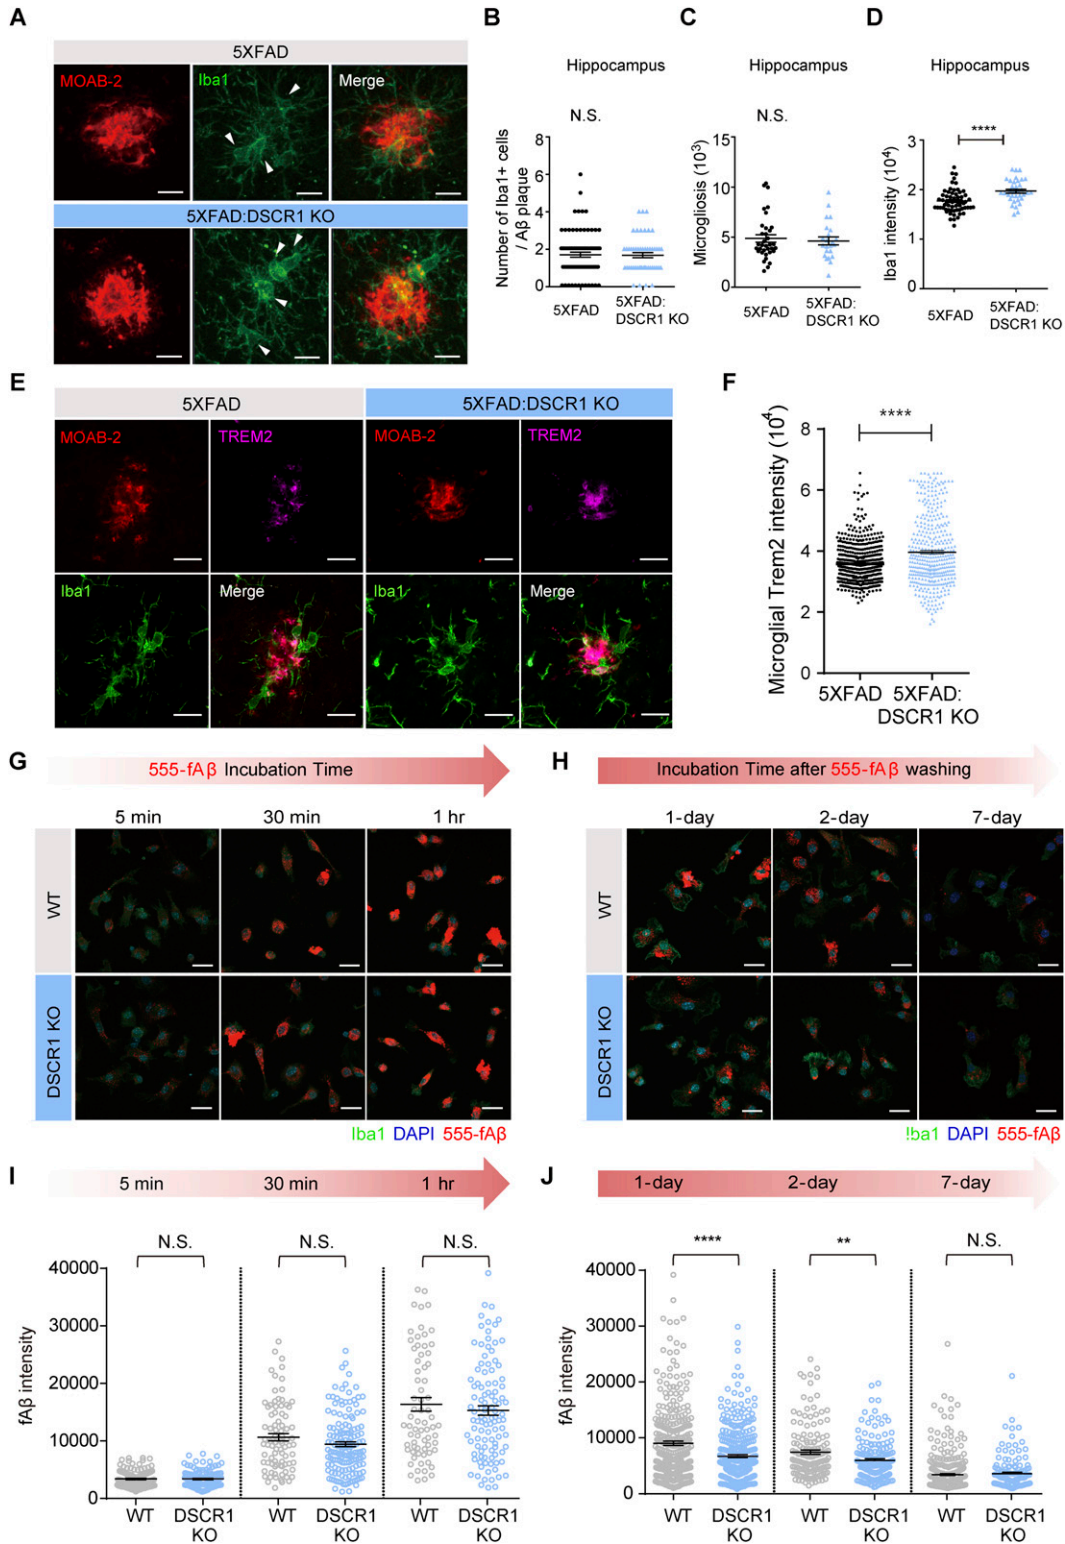 A
5XFAD
MOAB-2
Iba1
Merge
5XFAD:DSCR1 KO
B
Hippocampus
N.S.
Number of Iba1+ cells
/ Aβ plaque
8
6
4
2
0
5XFAD
5XFAD:
DSCR1 KO
C
Hippocampus
N.S.
Microgliosis (10³)
15
10
5
0
5XFAD
5XFAD:
DSCR1 KO
D
Hippocampus
****
Iba1 intensity (10⁴)
3
2
1
0
5XFAD
5XFAD:
DSCR1 KO
E
5XFAD
5XFAD:DSCR1 KO
MOAB-2
TREM2
MOAB-2
TREM2
Iba1
Merge
Iba1
Merge
F
****
Microglial Trem2 intensity (10⁴)
8
6
4
2
0
5XFAD
5XFAD:
DSCR1 KO
G
555-fAβ Incubation Time
5 min
30 min
1 hr
WT
DSCR1 KO
Iba1 DAPI 555-fAβ
H
Incubation Time after 555-fAβ washing
1-day
2-day
7-day
WT
DSCR1 KO
Iba1 DAPI 555-fAβ
I
5 min
30 min
1 hr
N.S.
N.S.
N.S.
fAβ intensity
40000
30000
20000
10000
0
WT
DSCR1
KO
WT
DSCR1
KO
WT
DSCR1
KO
J
1-day
2-day
7-day
****
**
N.S.
fAβ intensity
40000
30000
20000
10000
0
WT
DSCR1
KO
WT
DSCR1
KO
WT
DSCR1
KO